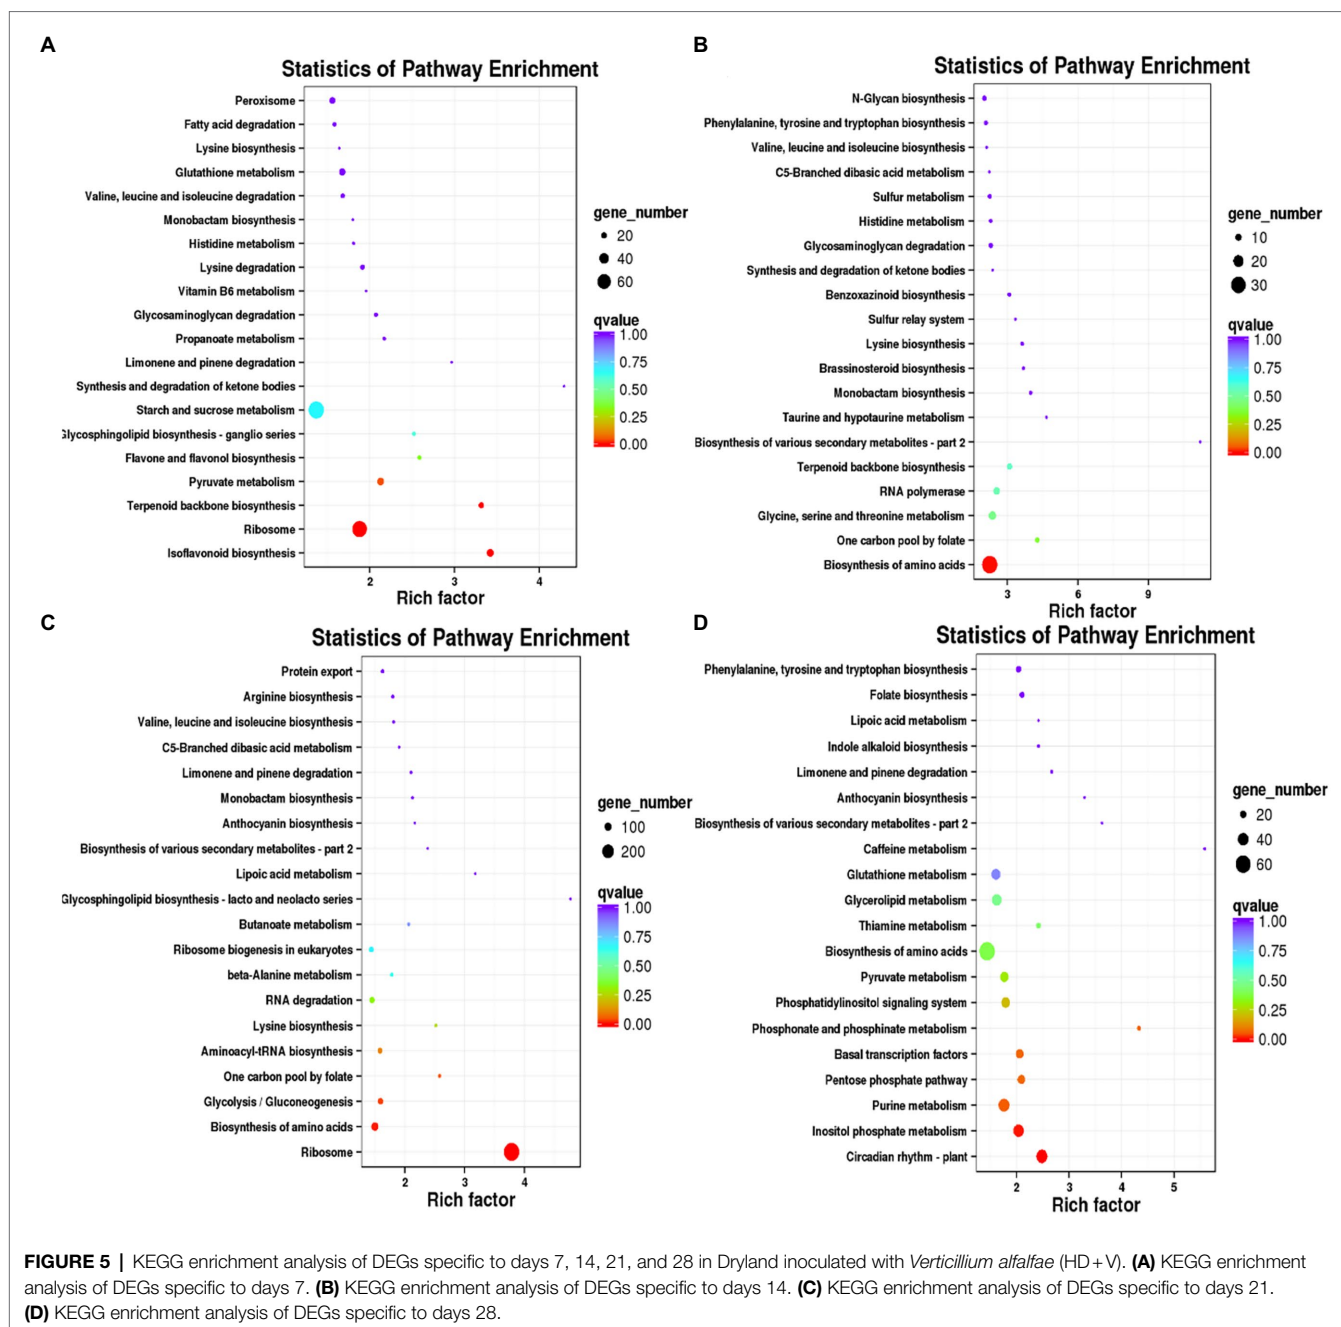 A
Statistics of Pathway Enrichment
Peroxisome
Fatty acid degradation
Lysine biosynthesis
Glutathione metabolism
Valine, leucine and isoleucine degradation
Monobactam biosynthesis
Histidine metabolism
Lysine degradation
Vitamin B6 metabolism
Glycosaminoglycan degradation
Propanoate metabolism
Limonene and pinene degradation
Synthesis and degradation of ketone bodies
Starch and sucrose metabolism
Glycosphingolipid biosynthesis - ganglio series
Flavone and flavonol biosynthesis
Pyruvate metabolism
Terpenoid backbone biosynthesis
Ribosome
Isoflavonoid biosynthesis
2 3 4
Rich factor
gene_number
20
40
60
qvalue
1.00
0.75
0.50
0.25
0.00
B
Statistics of Pathway Enrichment
N-Glycan biosynthesis
Phenylalanine, tyrosine and tryptophan biosynthesis
Valine, leucine and isoleucine biosynthesis
C5-Branched dibasic acid metabolism
Sulfur metabolism
Histidine metabolism
Glycosaminoglycan degradation
Synthesis and degradation of ketone bodies
Benzoxazinoid biosynthesis
Sulfur relay system
Lysine biosynthesis
Brassinosteroid biosynthesis
Monobactam biosynthesis
Taurine and hypotaurine metabolism
Biosynthesis of various secondary metabolites - part 2
Terpenoid backbone biosynthesis
RNA polymerase
Glycine, serine and threonine metabolism
One carbon pool by folate
Biosynthesis of amino acids
3 6 9
Rich factor
gene_number
10
20
30
qvalue
1.00
0.75
0.50
0.25
0.00
C
Statistics of Pathway Enrichment
Protein export
Arginine biosynthesis
Valine, leucine and isoleucine biosynthesis
C5-Branched dibasic acid metabolism
Limonene and pinene degradation
Monobactam biosynthesis
Anthocyanin biosynthesis
Biosynthesis of various secondary metabolites - part 2
Lipoic acid metabolism
Glycosphingolipid biosynthesis - lacto and neolacto series
Butanoate metabolism
Ribosome biogenesis in eukaryotes
beta-Alanine metabolism
RNA degradation
Lysine biosynthesis
Aminoacyl-tRNA biosynthesis
One carbon pool by folate
Glycolysis / Gluconeogenesis
Biosynthesis of amino acids
Ribosome
2 3 4
Rich factor
gene_number
100
200
qvalue
1.00
0.75
0.50
0.25
0.00
D
Statistics of Pathway Enrichment
Phenylalanine, tyrosine and tryptophan biosynthesis
Folate biosynthesis
Lipoic acid metabolism
Indole alkaloid biosynthesis
Limonene and pinene degradation
Anthocyanin biosynthesis
Biosynthesis of various secondary metabolites - part 2
Caffeine metabolism
Glutathione metabolism
Glycerolipid metabolism
Thiamine metabolism
Biosynthesis of amino acids
Pyruvate metabolism
Phosphatidylinositol signaling system
Phosphonate and phosphinate metabolism
Basal transcription factors
Pentose phosphate pathway
Purine metabolism
Inositol phosphate metabolism
Circadian rhythm - plant
2 3 4 5
Rich factor
gene_number
20
40
60
qvalue
1.00
0.75
0.50
0.25
0.00
FIGURE 5 | KEGG enrichment analysis of DEGs specific to days 7, 14, 21, and 28 in Dryland inoculated with Verticillium alfalfae (HD+V). (A) KEGG enrichment
analysis of DEGs specific to days 7. (B) KEGG enrichment analysis of DEGs specific to days 14. (C) KEGG enrichment analysis of DEGs specific to days 21.
(D) KEGG enrichment analysis of DEGs specific to days 28.